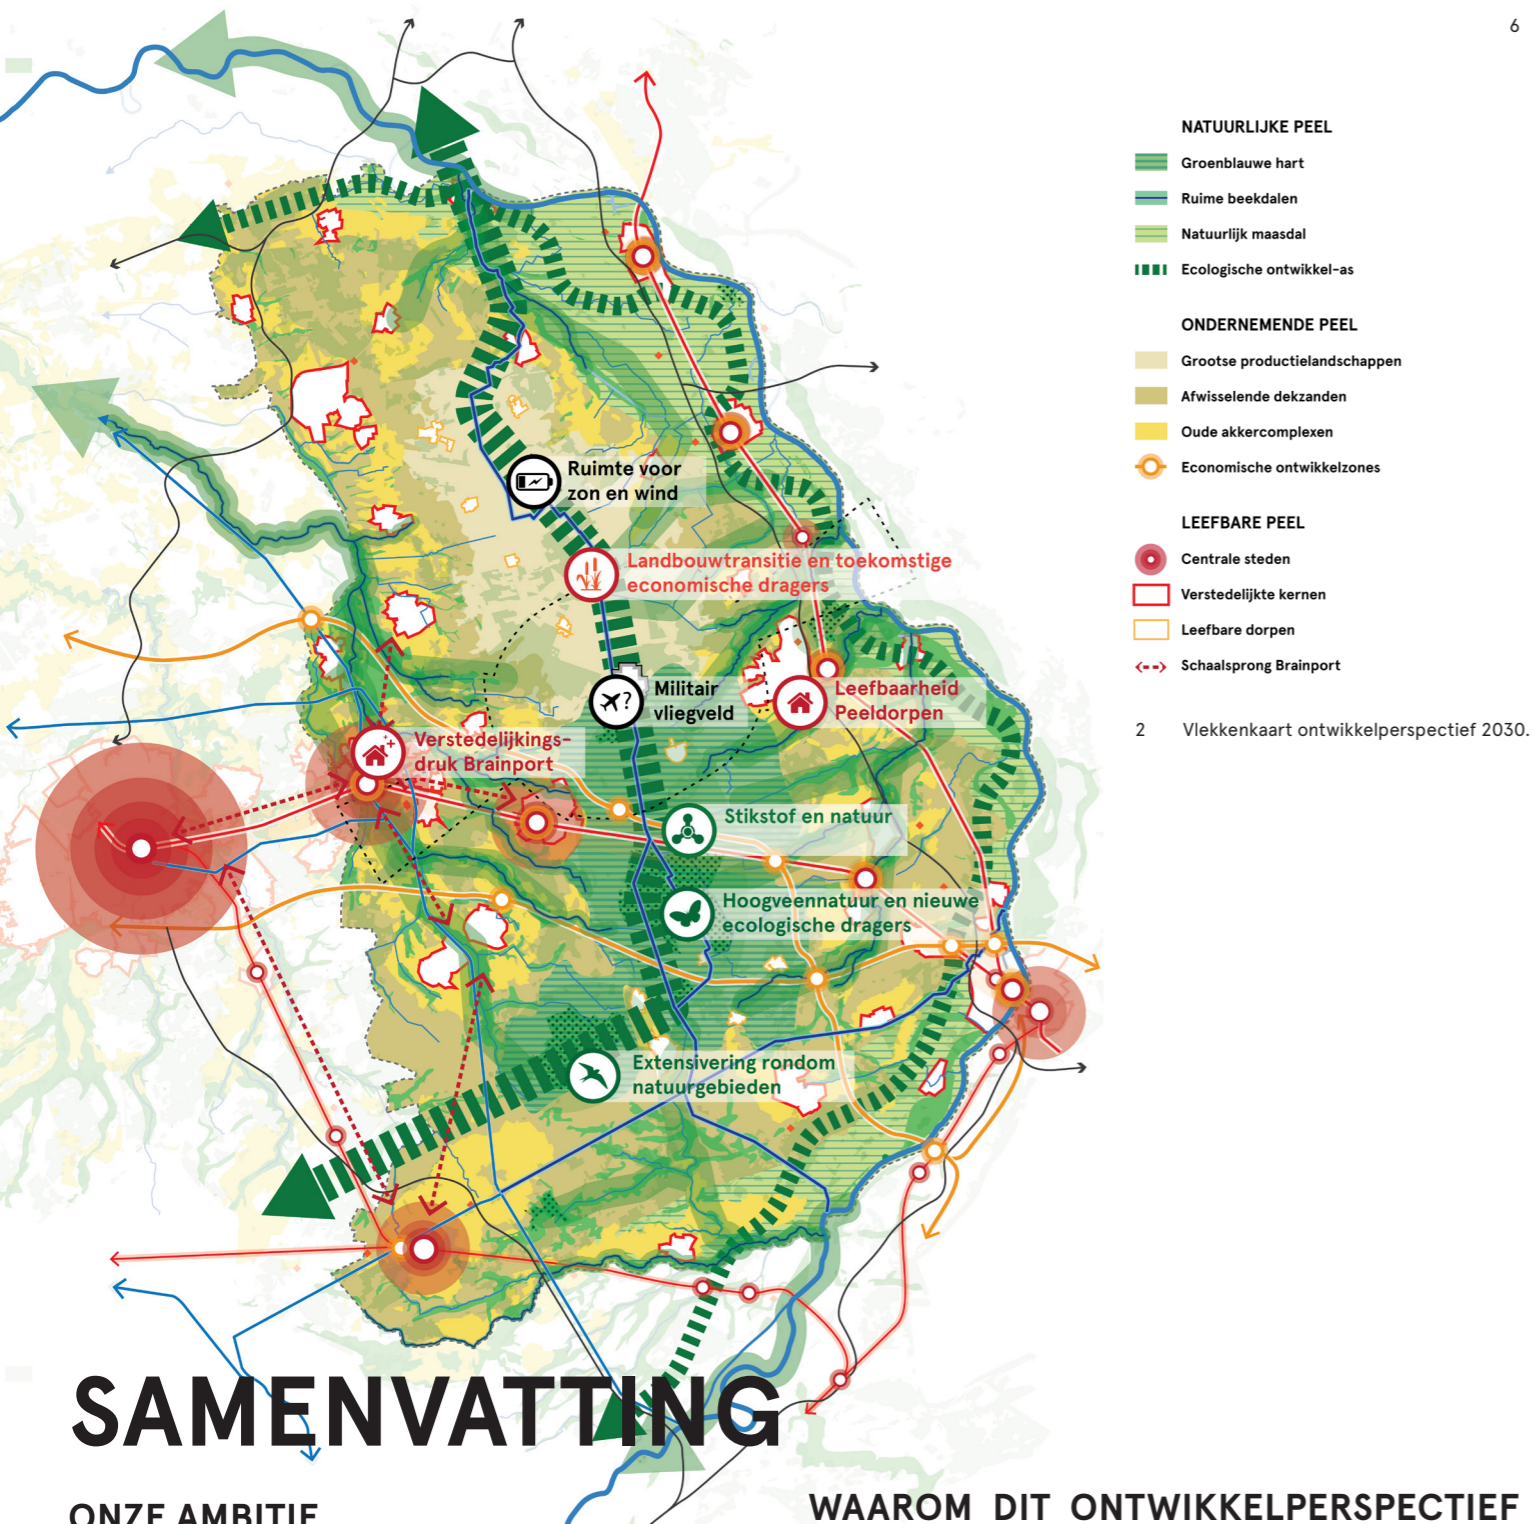 6
NATUURLIJKE PEEL
Groenblauwe hart
Ruime beekdalen
Natuurlijk maasdal
Ecologische ontwikkel-as
ONDERNEMENDE PEEL
Grootse productielandschappen
Afwisselende dekzanden
Oude akkercomplexen
Economische ontwikkelzones
LEEFBARE PEEL
Centrale steden
Verstedelijkte kernen
Leefbare dorpen
Schaalsprong Brainport
2 Vlekkenkaart ontwikkelperspectief 2030.
Ruimte voor
zon en wind
Landbouwtransitie en toekomstige
economische dragers
?
Militair
vliegveld
Leefbaarheid
Peeldorpen
Verstedelijkings-
druk Brainport
Stikstof en natuur
Hoogveennatuur en nieuwe
ecologische dragers
Extensivering rondom
natuurgebieden
SAMENVATTING
ONZE AMBITIE
WAAROM DIT ONTWIKKELPERSPECTIEF